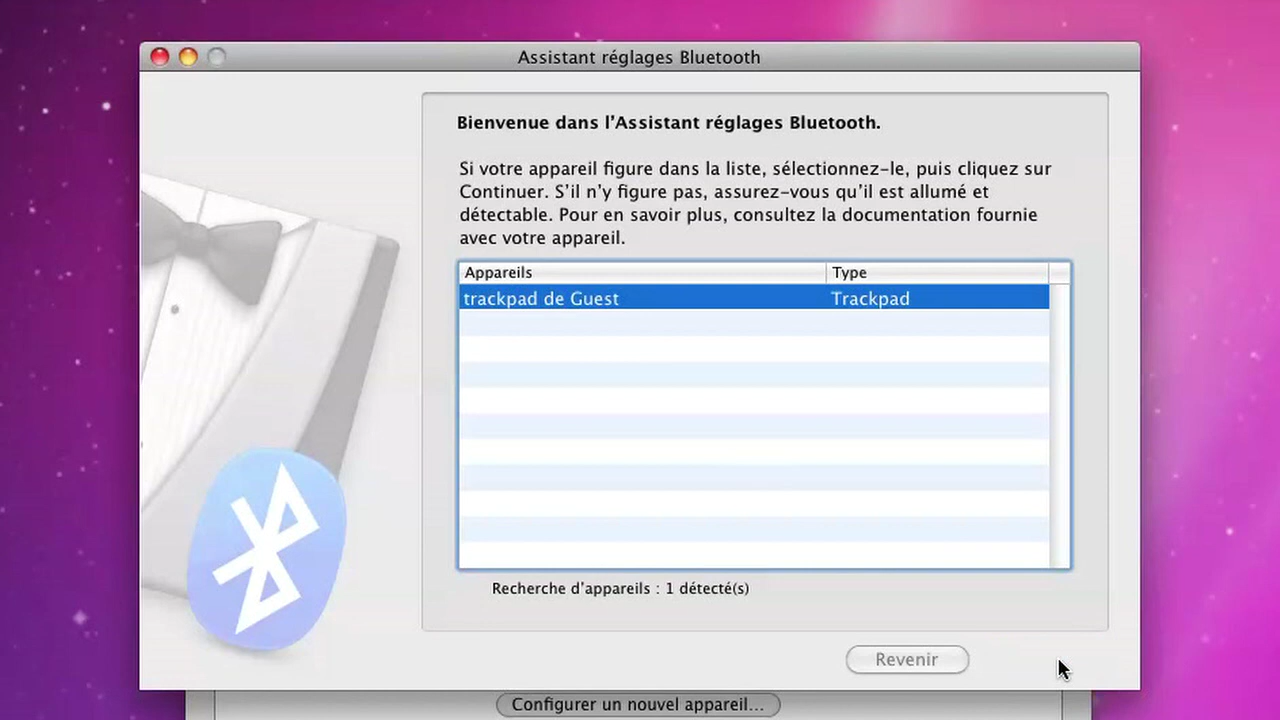 Assistant réglages Bluetooth
Bienvenue dans l'Assistant réglages Bluetooth.
Si votre appareil figure dans la liste, sélectionnez-le, puis cliquez sur
Continuer. S'il n'y figure pas, assurez-vous qu'il est allumé et
détectable. Pour en savoir plus, consultez la documentation fournie
avec votre appareil.
Appareils Type
trackpad de Guest Trackpad
Recherche d'appareils : 1 détecté(s)
Revenir
Configurer un nouvel appareil...